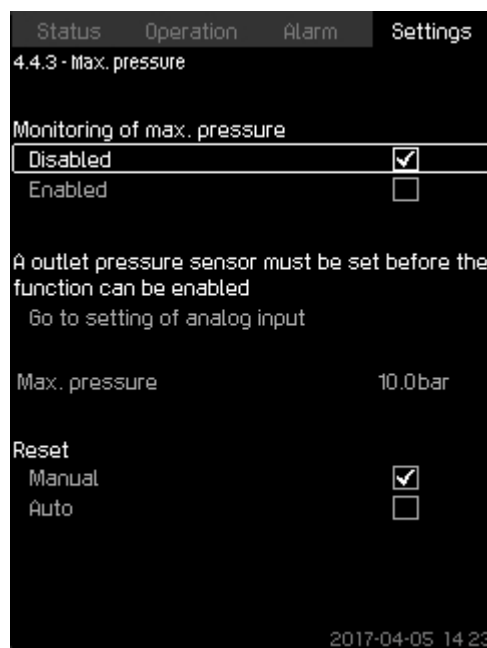 Status Operation Alarm Settings
4.4.3 - Max. pressure
Monitoring of max. pressure
Disabled
Enabled
A outlet pressure sensor must be set before the
function can be enabled
Go to setting of analog input
Max. pressure 10.0bar
Reset
Manual
Auto
2017-04-05 14:23